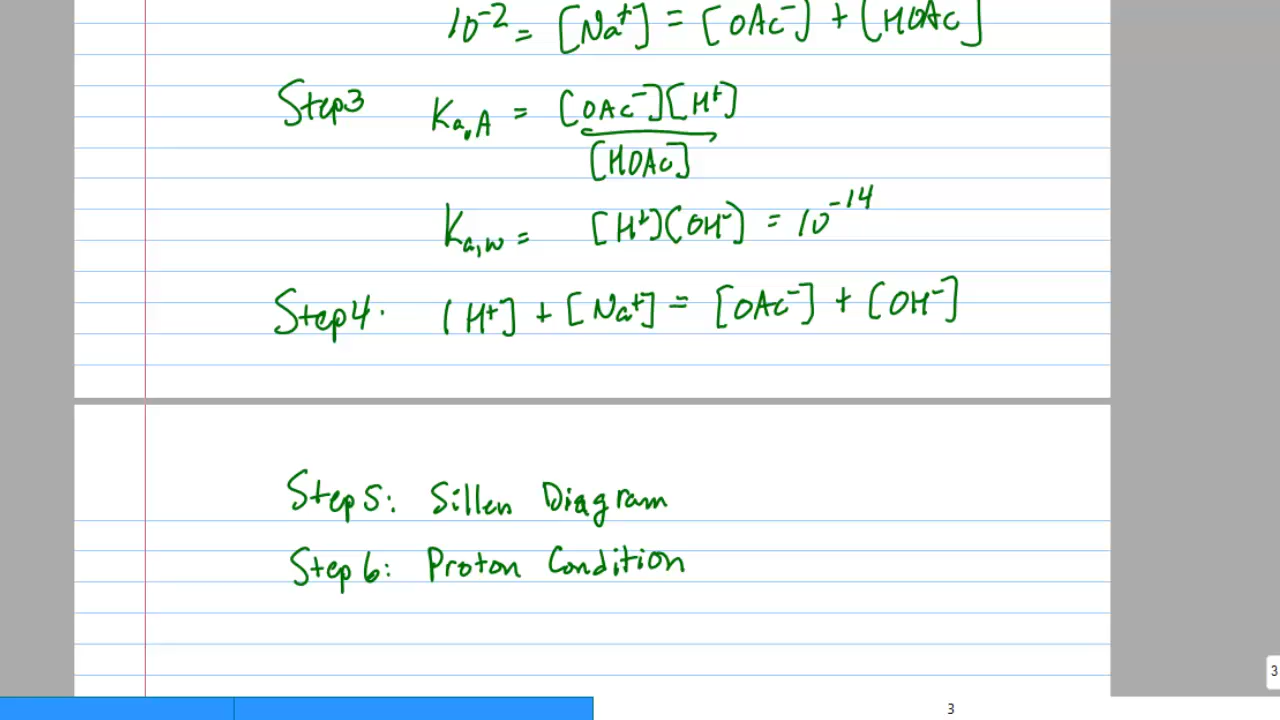 10⁻² = [Na⁺] = [OAc⁻] + [HOAc]
Step3 Ka,A = [OAc⁻][H⁺]
[HOAc]
Ka,w = [H⁺](OH⁻] = 10⁻¹⁴
Step4. [H⁺] + [Na⁺] = [OAc⁻] + [OH⁻]
Step5: Sillen Diagram
Step6: Proton Condition
3
3